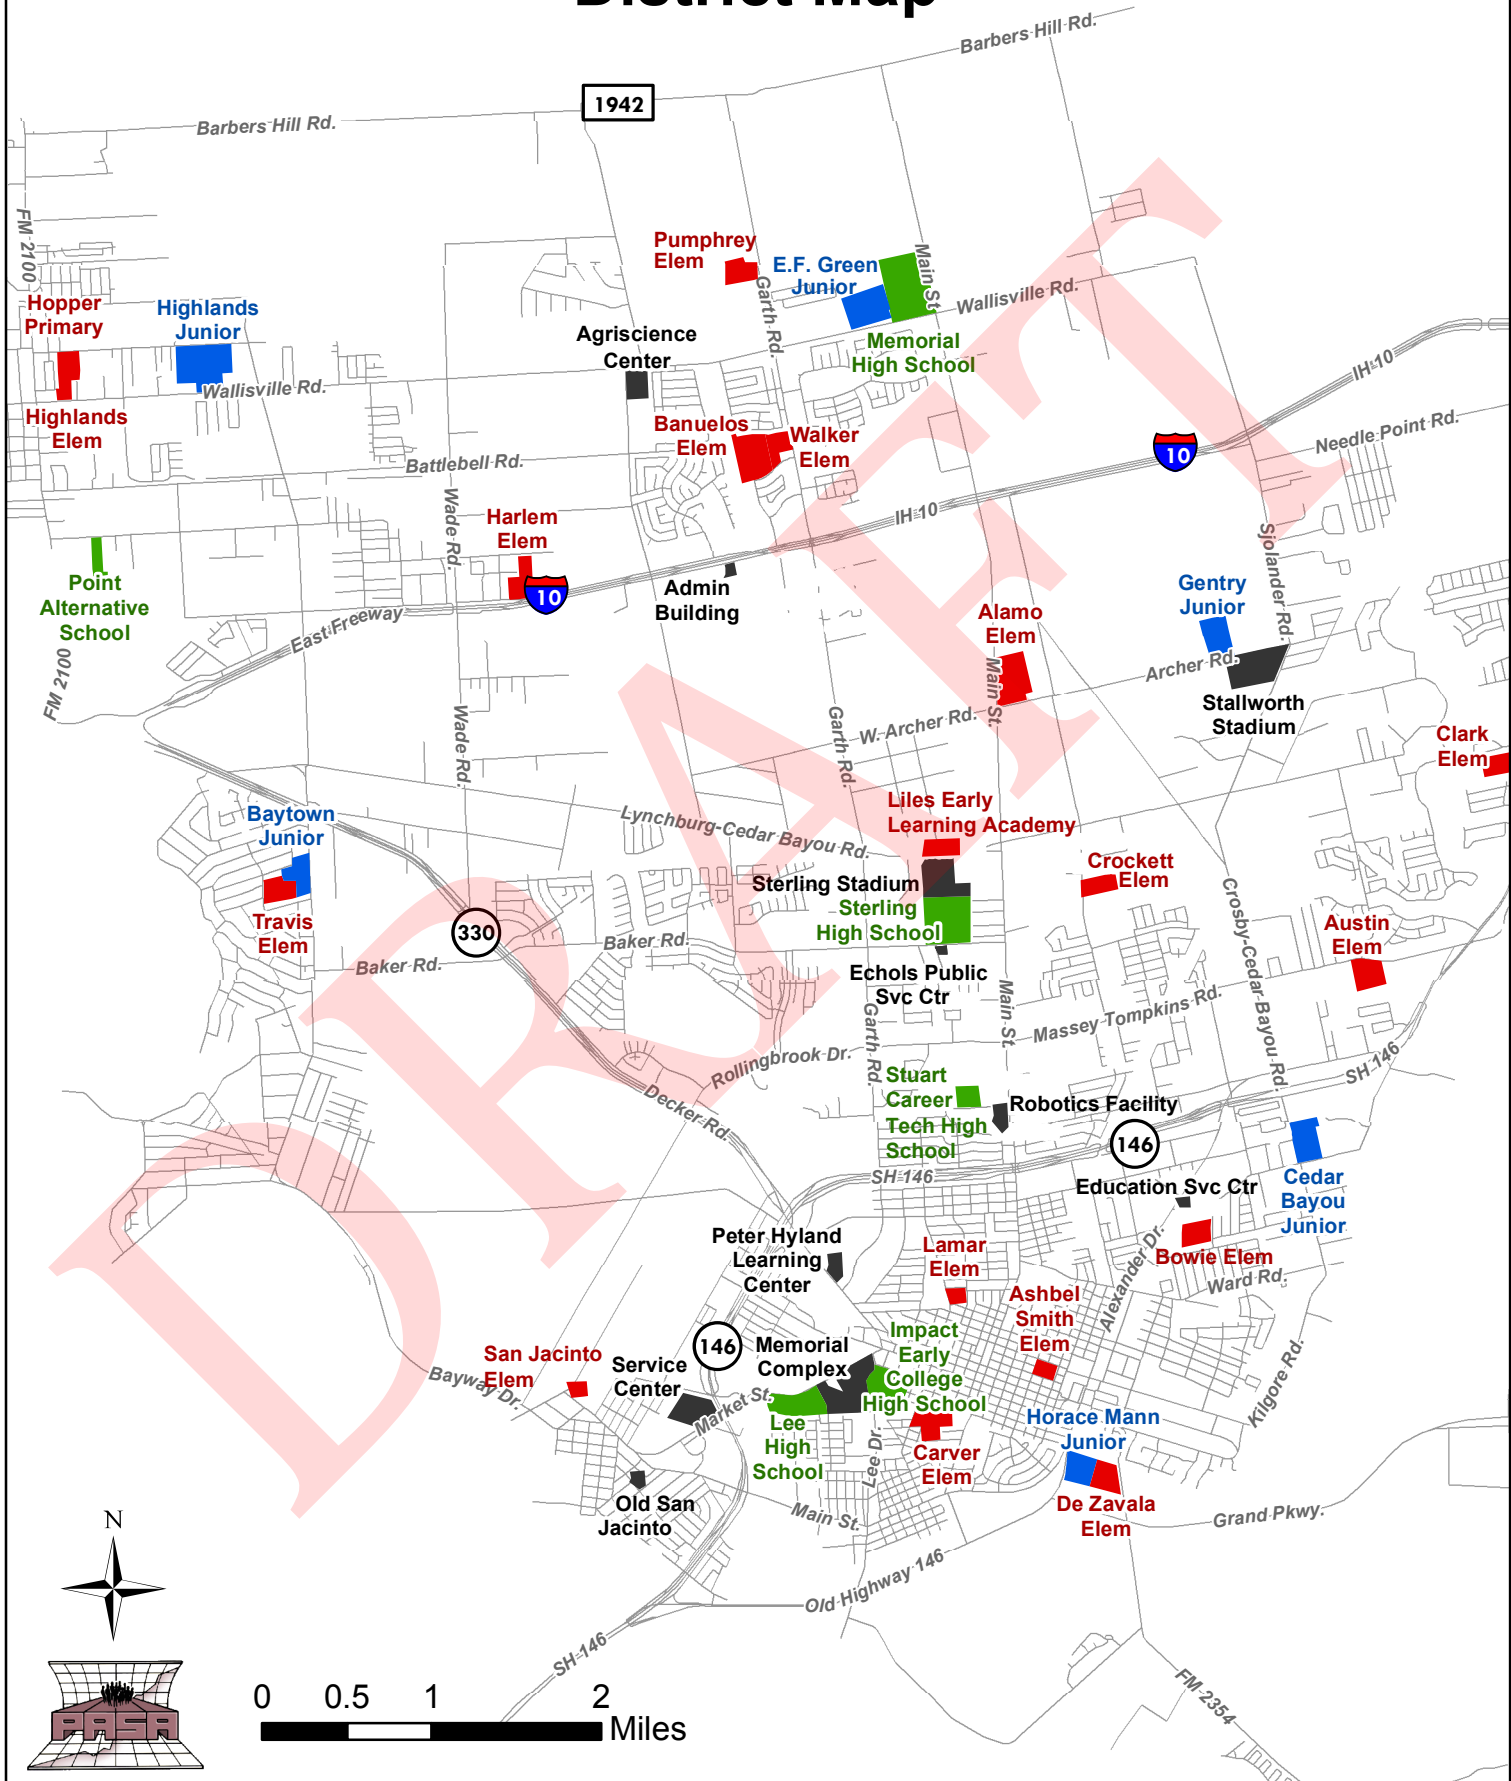 District Map
Barbers Hill Rd.
1942
Barbers Hill Rd.
FM 2100
Pumphrey
Elem
E.F. Green
Junior
Main St
Garth Rd.
Wallisville Rd.
Hopper
Primary
Highlands
Junior
Agriscience
Center
Memorial
High School
IH 10
Wallisville Rd.
Highlands
Elem
Banuelos
Elem
Walker
Elem
Needle Point Rd.
10
Battlebell Rd.
Wade Rd.
IH 10
Harlem
Elem
Sjolander Rd.
Point
Alternative
School
10
Admin
Building
Gentry
Junior
East Freeway
Alamo
Elem
FM 2100
Archer Rd.
Main St.
Stallworth
Stadium
Wade Rd.
Garth Rd.
W. Archer Rd.
Clark
Elem
Baytown
Junior
Lynchburg-Cedar Bayou Rd.
Liles Early
Learning Academy
Crockett
Elem
Sterling Stadium
Sterling
High School
Crosby-Cedar Bayou Rd.
Travis
Elem
330
Baker Rd.
Baker Rd.
Austin
Elem
Echols Public
Svc Ctr
Main St.
Massey Tompkins Rd.
Garth Rd.
Rollingbrook Dr.
SH 146
Stuart
Career
Tech High
School
Robotics Facility
Decker Rd.
146
SH 146
Education Svc Ctr
Cedar
Bayou
Junior
Peter Hyland
Learning
Center
Lamar
Elem
Alexander Dr.
Bowie Elem
Ward Rd.
Ashbel
Smith
Elem
146
Memorial
Complex
Impact
Early
College
High School
San Jacinto
Elem
Service
Center
Bayway Dr.
Market St.
Kilgore Rd.
Lee
High
School
Lee Dr.
Carver
Elem
Horace Mann
Junior
Old San
Jacinto
Main St.
De Zavala
Elem
Grand Pkwy.
N
Old Highway 146
SH 146
FM 2354
PASA
0 0.5 1 2
Miles
DRAFT